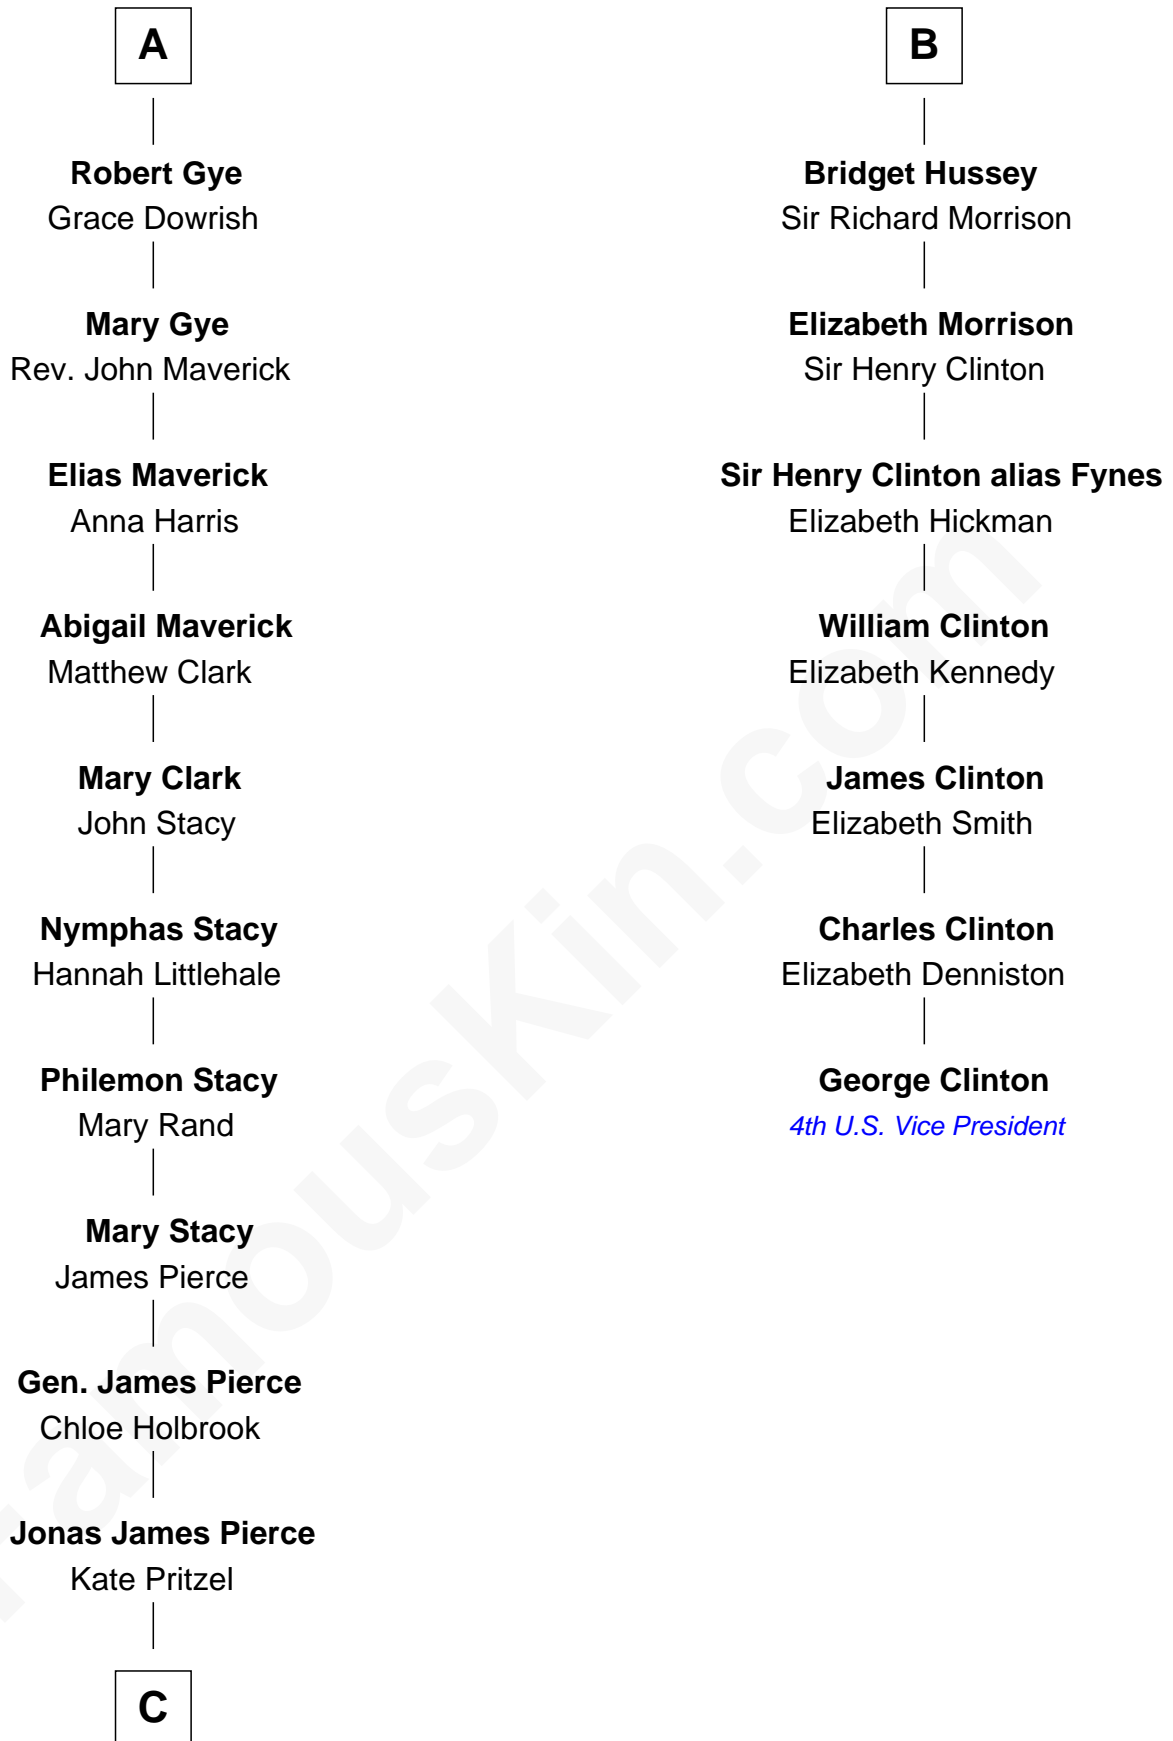 A
Robert Gye
Grace Dowrish
Mary Gye
Rev. John Maverick
Elias Maverick
Anna Harris
Abigail Maverick
Matthew Clark
Mary Clark
John Stacy
Nymphas Stacy
Hannah Littlehale
Philemon Stacy
Mary Rand
Mary Stacy
James Pierce
Gen. James Pierce
Chloe Holbrook
Jonas James Pierce
Kate Pritzel
C
B
Bridget Hussey
Sir Richard Morrison
Elizabeth Morrison
Sir Henry Clinton
Sir Henry Clinton alias Fynes
Elizabeth Hickman
William Clinton
Elizabeth Kennedy
James Clinton
Elizabeth Smith
Charles Clinton
Elizabeth Denniston
George Clinton
4th U.S. Vice President
FamousKin.com